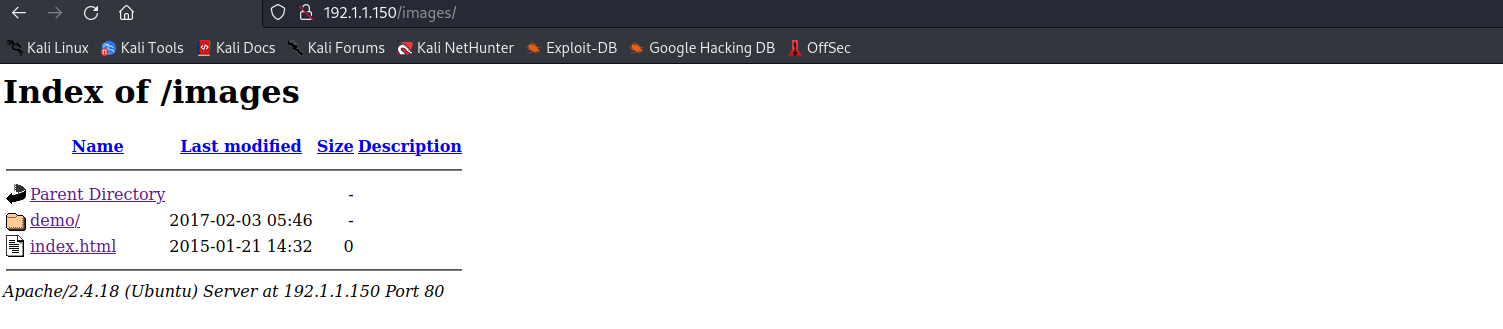 192.1.1.150/images/
Kali Linux Kali Tools Kali Docs Kali Forums Kali NetHunter Exploit-DB Google Hacking DB OffSec
Index of /images
Name Last modified Size Description
Parent Directory -
demo/ 2017-02-03 05:46 -
index.html 2015-01-21 14:32 0
Apache/2.4.18 (Ubuntu) Server at 192.1.1.150 Port 80